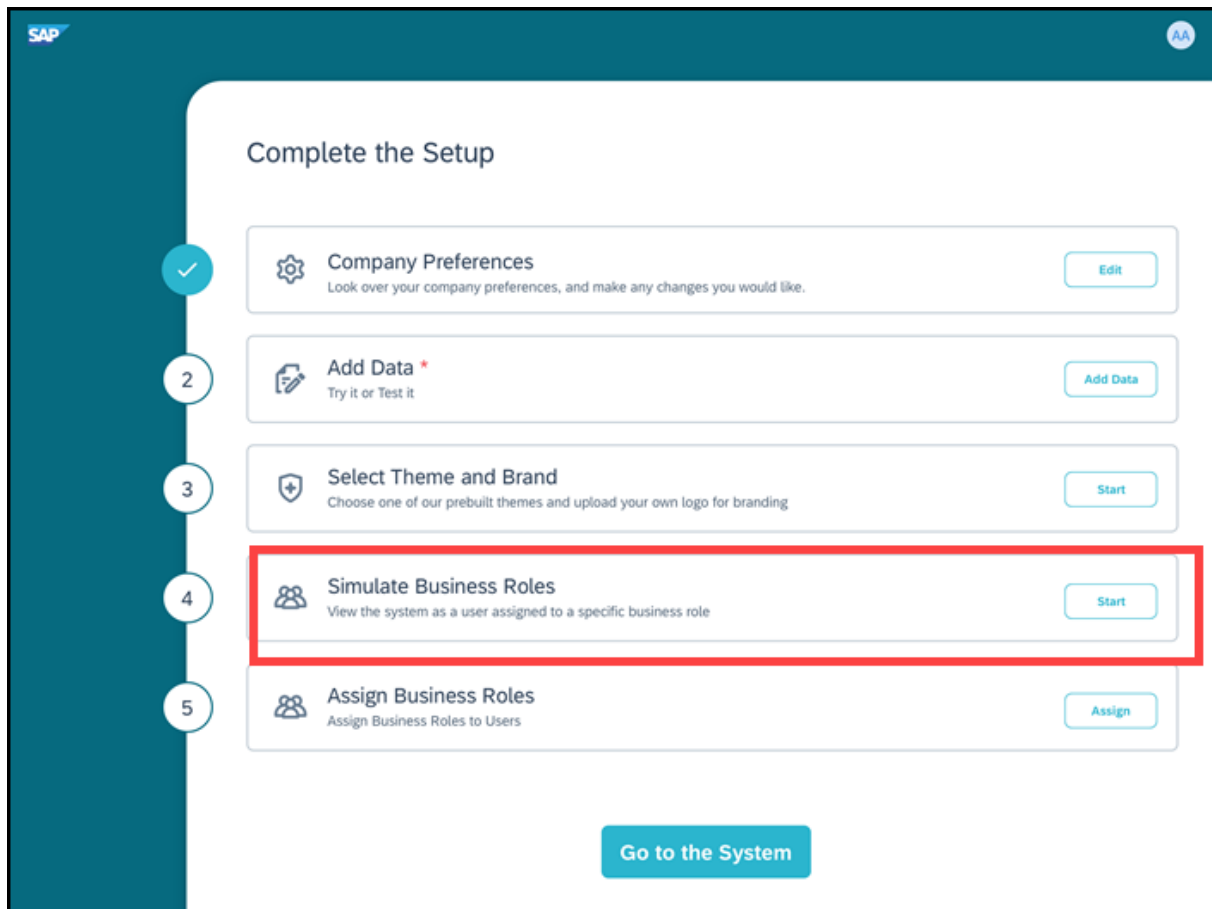 SAP
AA
Complete the Setup
Company Preferences
Look over your company preferences, and make any changes you would like.
Edit
2
Add Data *
Try it or Test it
Add Data
3
Select Theme and Brand
Choose one of our prebuilt themes and upload your own logo for branding
Start
4
Simulate Business Roles
View the system as a user assigned to a specific business role
Start
5
Assign Business Roles
Assign Business Roles to Users
Assign
Go to the System